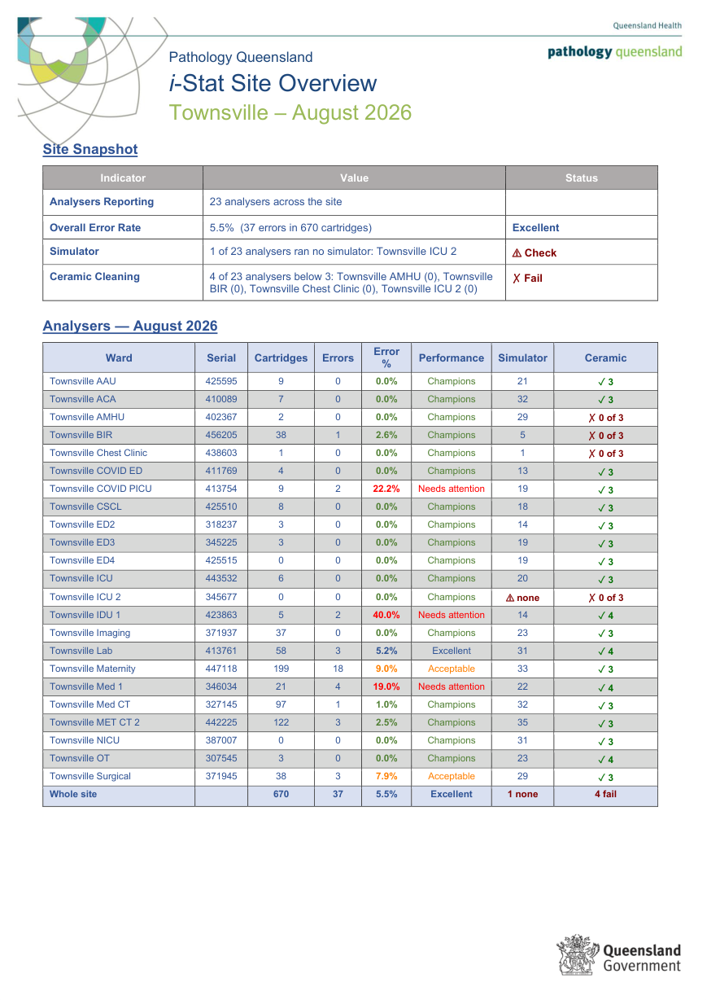 Queensland Health
pathology queensland
Pathology Queensland
i-Stat Site Overview
Townsville – August 2026
Site Snapshot
Indicator Value Status
Analysers Reporting 23 analysers across the site
Overall Error Rate 5.5% (37 errors in 670 cartridges) Excellent
Simulator 1 of 23 analysers ran no simulator: Townsville ICU 2 ⚠ Check
Ceramic Cleaning 4 of 23 analysers below 3: Townsville AMHU (0), Townsville
BIR (0), Townsville Chest Clinic (0), Townsville ICU 2 (0) ✗ Fail
Analysers — August 2026
Ward Serial Cartridges Errors Error
% Performance Simulator Ceramic
Townsville AAU 425595 9 0 0.0% Champions 21 ✓ 3
Townsville ACA 410089 7 0 0.0% Champions 32 ✓ 3
Townsville AMHU 402367 2 0 0.0% Champions 29 ✗ 0 of 3
Townsville BIR 456205 38 1 2.6% Champions 5 ✗ 0 of 3
Townsville Chest Clinic 438603 1 0 0.0% Champions 1 ✗ 0 of 3
Townsville COVID ED 411769 4 0 0.0% Champions 13 ✓ 3
Townsville COVID PICU 413754 9 2 22.2% Needs attention 19 ✓ 3
Townsville CSCL 425510 8 0 0.0% Champions 18 ✓ 3
Townsville ED2 318237 3 0 0.0% Champions 14 ✓ 3
Townsville ED3 345225 3 0 0.0% Champions 19 ✓ 3
Townsville ED4 425515 0 0 0.0% Champions 19 ✓ 3
Townsville ICU 443532 6 0 0.0% Champions 20 ✓ 3
Townsville ICU 2 345677 0 0 0.0% Champions ⚠ none ✗ 0 of 3
Townsville IDU 1 423863 5 2 40.0% Needs attention 14 ✓ 4
Townsville Imaging 371937 37 0 0.0% Champions 23 ✓ 3
Townsville Lab 413761 58 3 5.2% Excellent 31 ✓ 4
Townsville Maternity 447118 199 18 9.0% Acceptable 33 ✓ 3
Townsville Med 1 346034 21 4 19.0% Needs attention 22 ✓ 4
Townsville Med CT 327145 97 1 1.0% Champions 32 ✓ 3
Townsville MET CT 2 442225 122 3 2.5% Champions 35 ✓ 3
Townsville NICU 387007 0 0 0.0% Champions 31 ✓ 3
Townsville OT 307545 3 0 0.0% Champions 23 ✓ 4
Townsville Surgical 371945 38 3 7.9% Acceptable 29 ✓ 3
Whole site 670 37 5.5% Excellent 1 none 4 fail
Queensland
Government